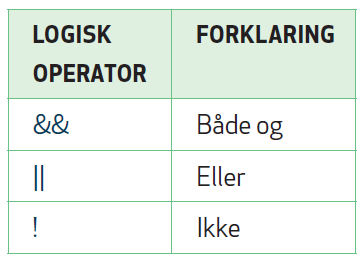 LOGISK FORKLARING
OPERATOR
&& Både og
|| Eller
! Ikke